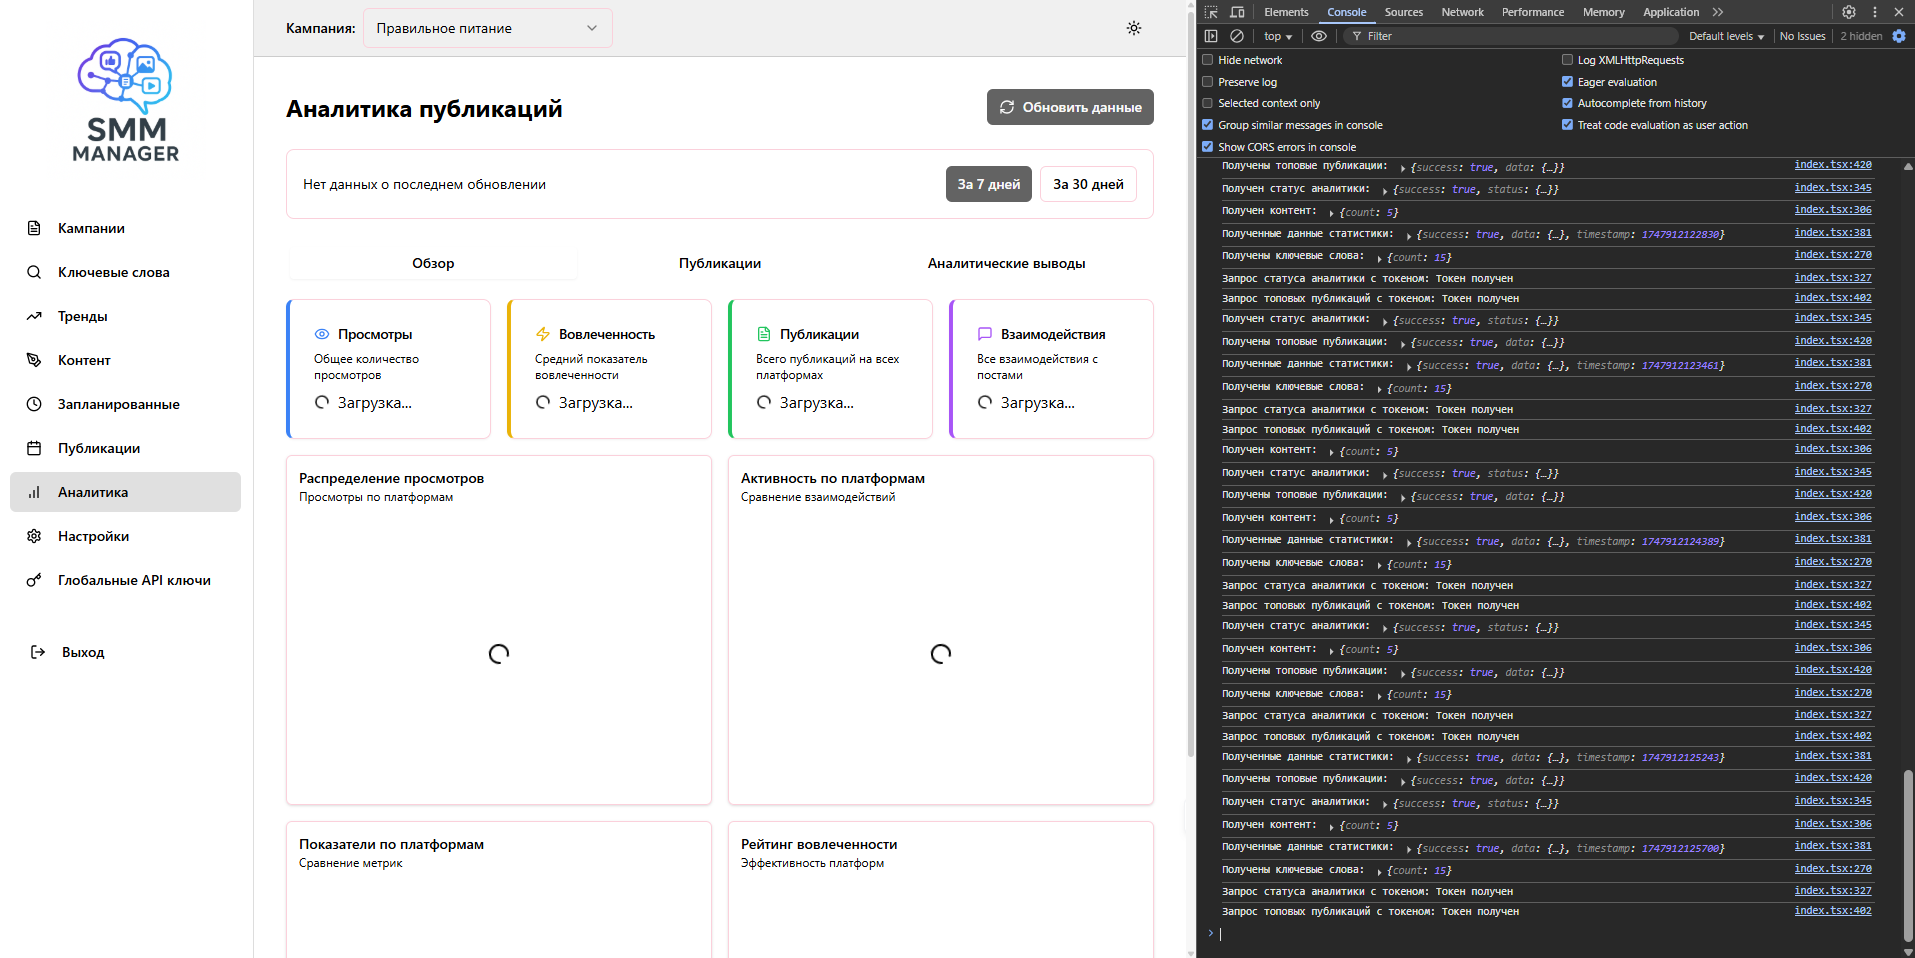 SMM
MANAGER
Кампании
Ключевые слова
Тренды
Контент
Запланированные
Публикации
Аналитика
Настройки
Глобальные API ключи
Выход
Кампания: Правильное питание
Аналитика публикаций
Обновить данные
Нет данных о последнем обновлении
За 7 дней За 30 дней
Обзор Публикации Аналитические выводы
Просмотры
Общее количество
просмотров
Загрузка...
Вовлеченность
Средний показатель
вовлеченности
Загрузка...
Публикации
Всего публикаций на всех
платформах
Загрузка...
Взаимодействия
Все взаимодействия с
постами
Загрузка...
Распределение просмотров
Просмотры по платформам
Активность по платформам
Сравнение взаимодействий
Показатели по платформам
Сравнение метрик
Рейтинг вовлеченности
Эффективность платформ
Elements Console Sources Network Performance Memory Application
top Filter Default levels No Issues 2 hidden
Hide network Log XMLHttpRequests
Preserve log Eager evaluation
Selected context only Autocomplete from history
Group similar messages in console Treat code evaluation as user action
Show CORS errors in console
Получены топовые публикации: {success: true, data: {…}} index.tsx:420
Получен статус аналитики: {success: true, status: {…}} index.tsx:345
Получен контент: {count: 5} index.tsx:306
Полученные данные статистики: {success: true, data: {…}, timestamp: 1747912122830} index.tsx:381
Получены ключевые слова: {count: 15} index.tsx:270
Запрос статуса аналитики с токеном: Токен получен index.tsx:327
Запрос топовых публикаций с токеном: Токен получен index.tsx:402
Получен статус аналитики: {success: true, status: {…}} index.tsx:345
Получены топовые публикации: {success: true, data: {…}} index.tsx:420
Полученные данные статистики: {success: true, data: {…}, timestamp: 1747912123461} index.tsx:381
Получены ключевые слова: {count: 15} index.tsx:270
Запрос статуса аналитики с токеном: Токен получен index.tsx:327
Запрос топовых публикаций с токеном: Токен получен index.tsx:402
Получен контент: {count: 5} index.tsx:306
Получен статус аналитики: {success: true, status: {…}} index.tsx:345
Получены топовые публикации: {success: true, data: {…}} index.tsx:420
Получен контент: {count: 5} index.tsx:306
Полученные данные статистики: {success: true, data: {…}, timestamp: 1747912124389} index.tsx:381
Получены ключевые слова: {count: 15} index.tsx:270
Запрос статуса аналитики с токеном: Токен получен index.tsx:327
Запрос топовых публикаций с токеном: Токен получен index.tsx:402
Получен статус аналитики: {success: true, status: {…}} index.tsx:345
Получен контент: {count: 5} index.tsx:306
Получены топовые публикации: {success: true, data: {…}} index.tsx:420
Получены ключевые слова: {count: 15} index.tsx:270
Запрос статуса аналитики с токеном: Токен получен index.tsx:327
Запрос топовых публикаций с токеном: Токен получен index.tsx:402
Полученные данные статистики: {success: true, data: {…}, timestamp: 1747912125243} index.tsx:381
Получены топовые публикации: {success: true, data: {…}} index.tsx:420
Получен статус аналитики: {success: true, status: {…}} index.tsx:345
Получен контент: {count: 5} index.tsx:306
Полученные данные статистики: {success: true, data: {…}, timestamp: 1747912125700} index.tsx:381
Получены ключевые слова: {count: 15} index.tsx:270
Запрос статуса аналитики с токеном: Токен получен index.tsx:327
Запрос топовых публикаций с токеном: Токен получен index.tsx:402